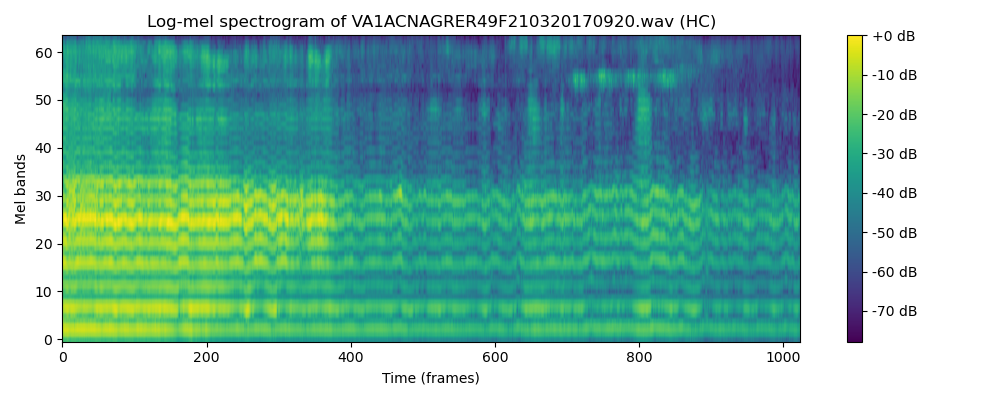 Log-mel spectrogram of VA1ACNAGRER49F210320170920.wav (HC)
Mel bands
60
50
40
30
20
10
0
0 200 400 600 800 1000
Time (frames)
+0 dB
-10 dB
-20 dB
-30 dB
-40 dB
-50 dB
-60 dB
-70 dB